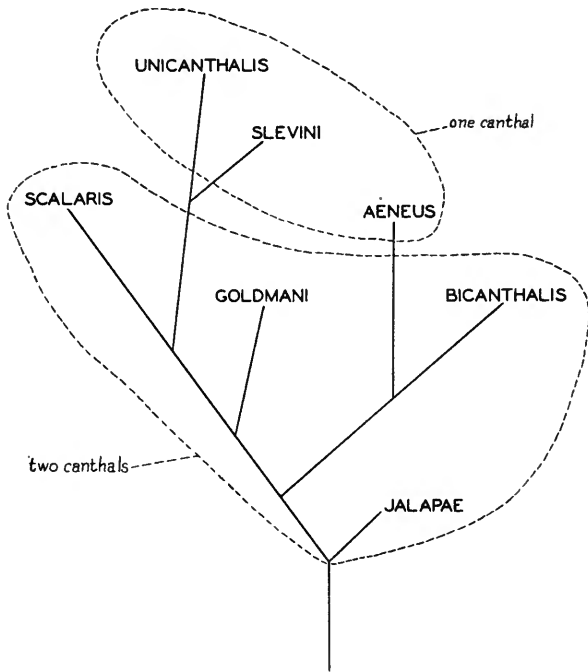 UNICANTHALIS
one canthal
SLEVINI
SCALARIS
AENEUS
GOLDMANI
BICANTHALIS
two canthals
JALAPAE